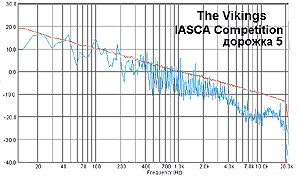 The Vikings
IASCA Competition
дорожка 5
30.0
20.0
10.0
0.0
-10.0
-20.0
-30.0
-40.0
20 40 70 100 200 400 700 1.0k 2.0k 4.0k 7.0k 10.0k 20.0k
Frequency (Hz)